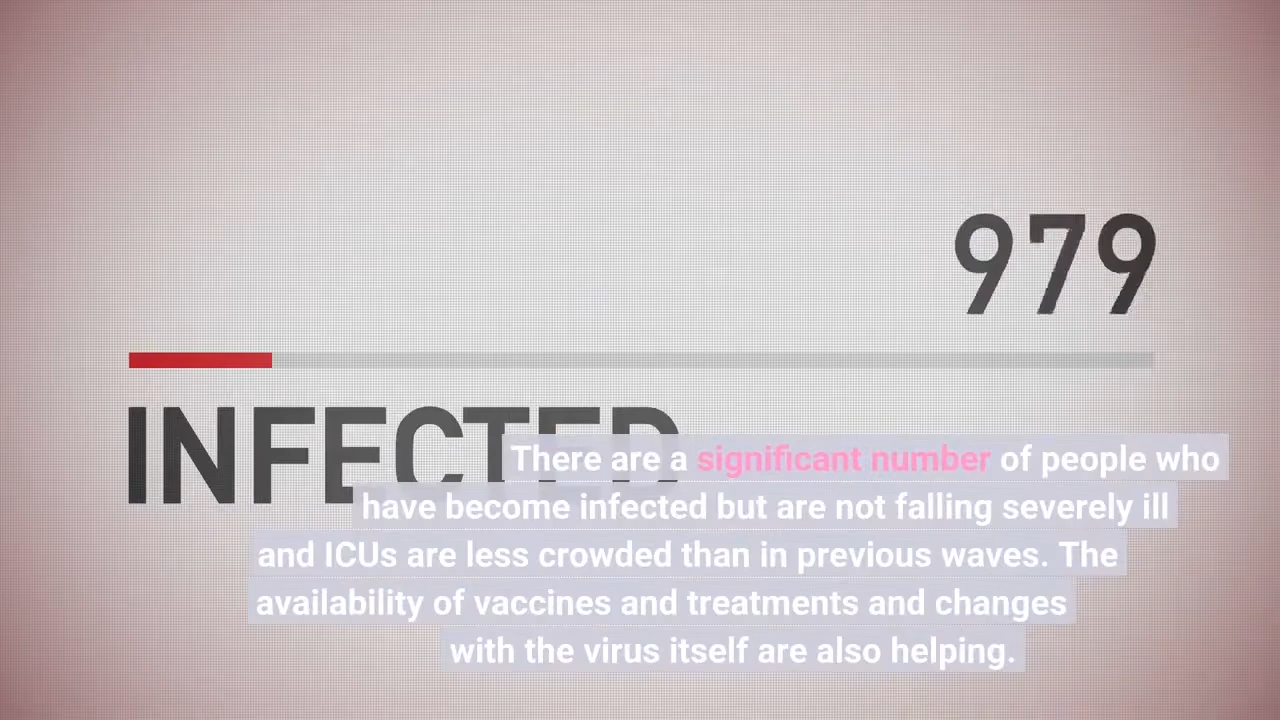 979
INFECTED
There are a significant number of people who
have become infected but are not falling severely ill
and ICUs are less crowded than in previous waves. The
availability of vaccines and treatments and changes
with the virus itself are also helping.